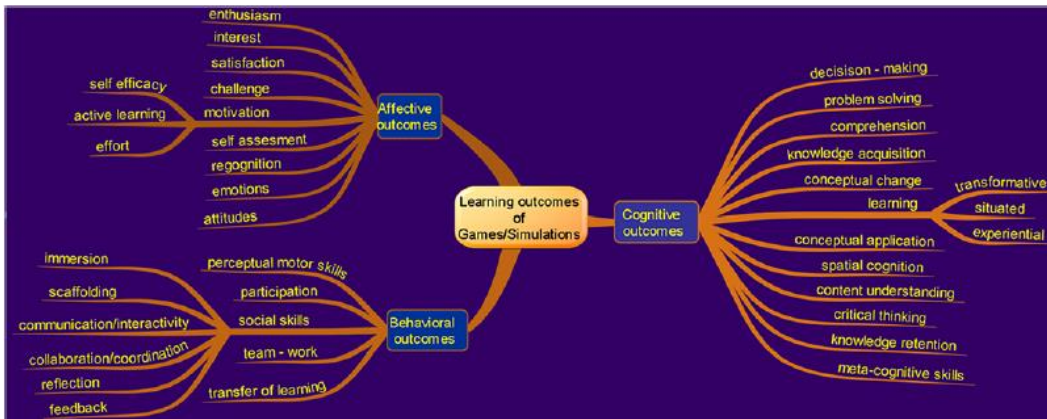 enthusiasm
interest
satisfaction
challenge
motivation
self efficacy
active learning
effort
self assesment
regognition
emotions
attitudes
Affective
outcomes
Learning outcomes
of
Games/Simulations
Cognitive
outcomes
decisison - making
problem solving
comprehension
knowledge acquisition
conceptual change
learning
transformative
situated
experiential
conceptual application
spatial cognition
content understanding
critical thinking
knowledge retention
meta-cognitive skills
Behavioral
outcomes
perceptual motor skills
participation
social skills
immersion
scaffolding
communication/interactivity
collaboration/coordination
reflection
feedback
team - work
transfer of learning